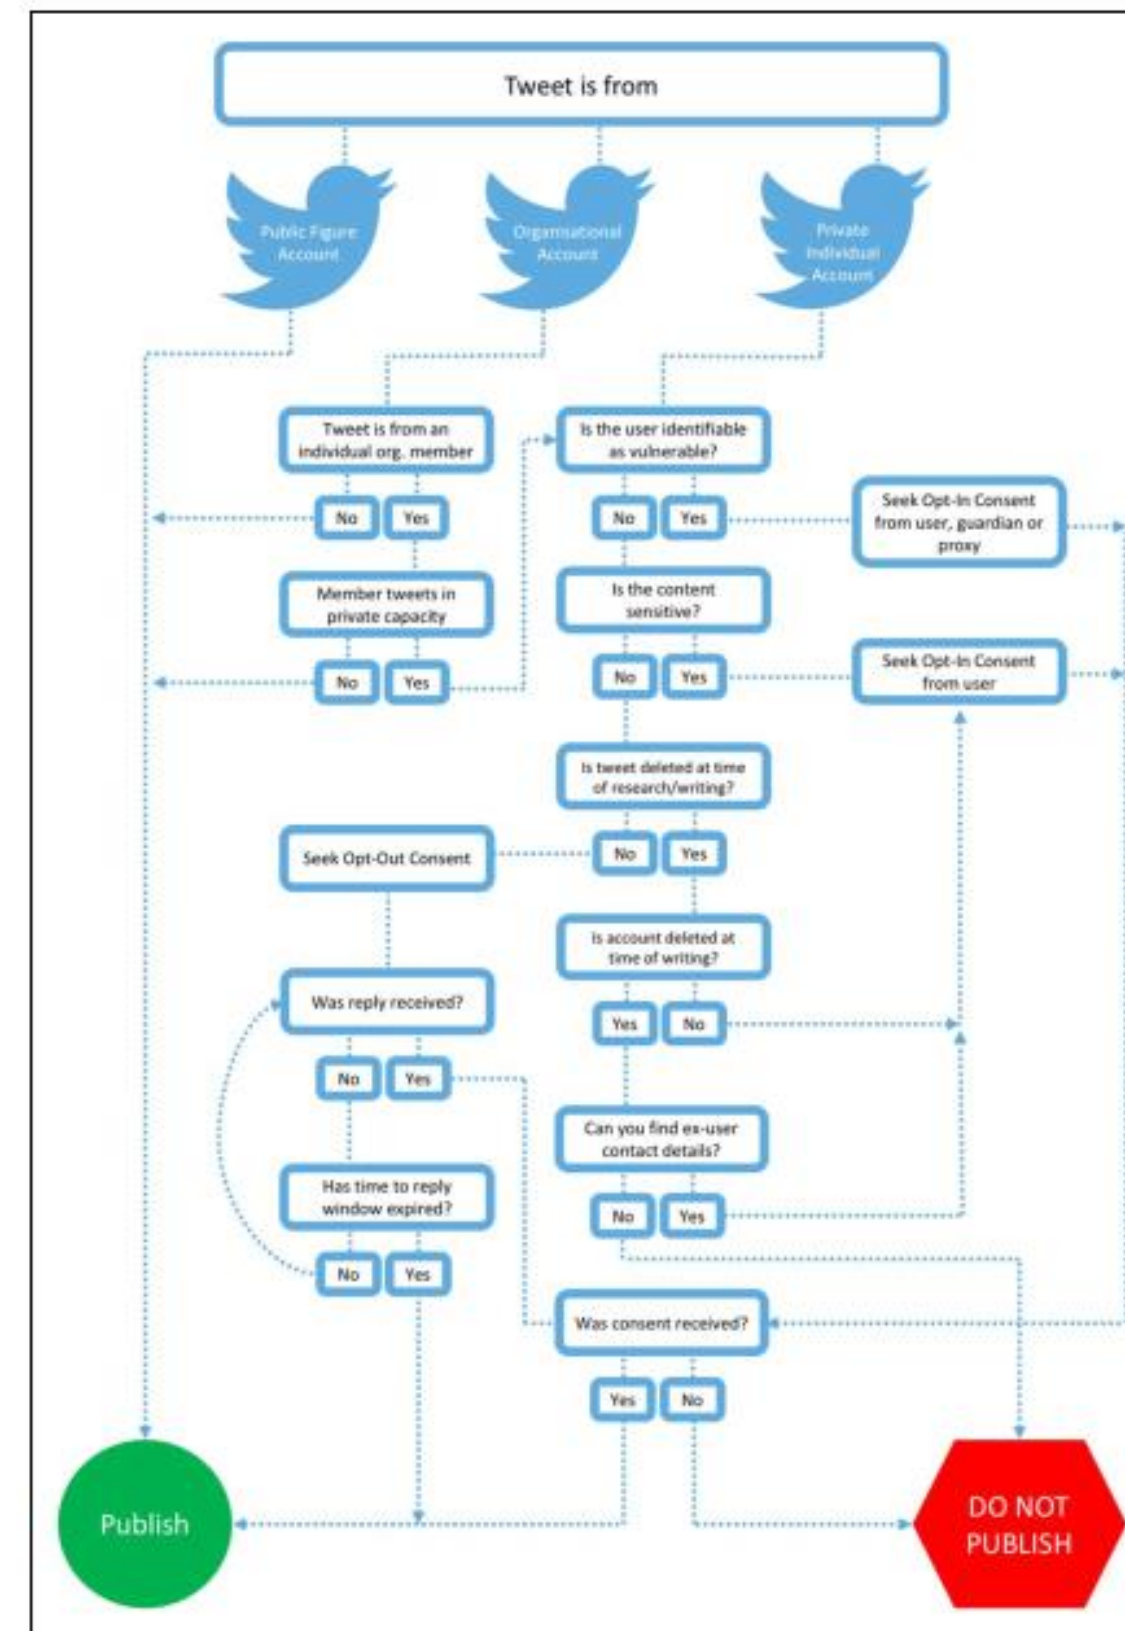 Tweet is from
Public Figure
Account
Organisational
Account
Private
Individual
Account
Tweet is from an
individual org. member
No
Yes
Member tweets in
private capacity
No
Yes
Is the user identifiable
as vulnerable?
No
Yes
Seek Opt-In Consent
from user, guardian or
proxy
Is the content
sensitive?
No
Yes
Seek Opt-In Consent
from user
Is tweet deleted at time
of research/writing?
No
Yes
Seek Opt-Out Consent
Is account deleted at
time of writing?
Yes
No
Was reply received?
No
Yes
Can you find ex-user
contact details?
No
Yes
Has time to reply
window expired?
No
Yes
Was consent received?
Yes
No
Publish
DO NOT
PUBLISH